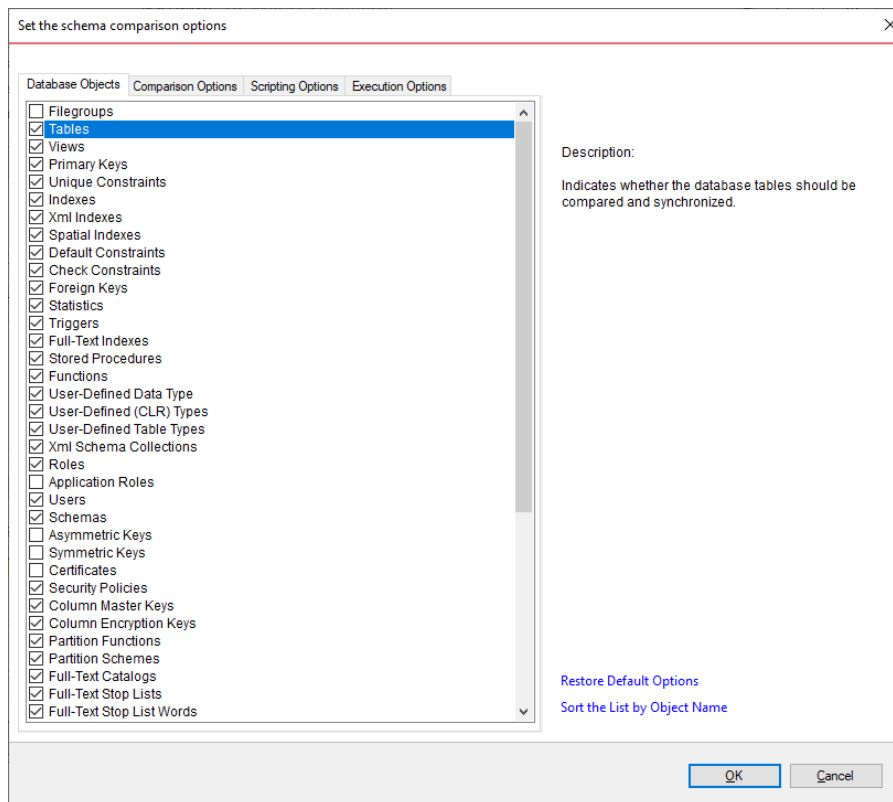 Set the schema comparison options
Database Objects Comparison Options Scripting Options Execution Options
Filegroups
Tables
Views
Primary Keys
Unique Constraints
Indexes
Xml Indexes
Spatial Indexes
Default Constraints
Check Constraints
Foreign Keys
Statistics
Triggers
Full-Text Indexes
Stored Procedures
Functions
User-Defined Data Type
User-Defined (CLR) Types
User-Defined Table Types
Xml Schema Collections
Roles
Application Roles
Users
Schemas
Asymmetric Keys
Symmetric Keys
Certificates
Security Policies
Column Master Keys
Column Encryption Keys
Partition Functions
Partition Schemes
Full-Text Catalogs
Full-Text Stop Lists
Full-Text Stop List Words
Description:
Indicates whether the database tables should be
compared and synchronized.
Restore Default Options
Sort the List by Object Name
OK Cancel